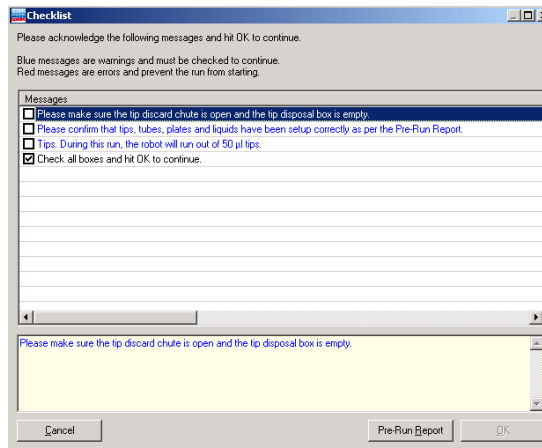 Checklist
Please acknowledge the following messages and hit OK to continue.
Blue messages are warnings and must be checked to continue.
Red messages are errors and prevent the run from starting.
Messages
Please make sure the tip discard chute is open and the tip disposal box is empty.
Please confirm that tips, tubes, plates and liquids have been setup correctly as per the Pre-Run Report.
Tips. During this run, the robot will run out of 50 µl tips.
Check all boxes and hit OK to continue.
Please make sure the tip discard chute is open and the tip disposal box is empty.
Cancel Pre-Run Report OK